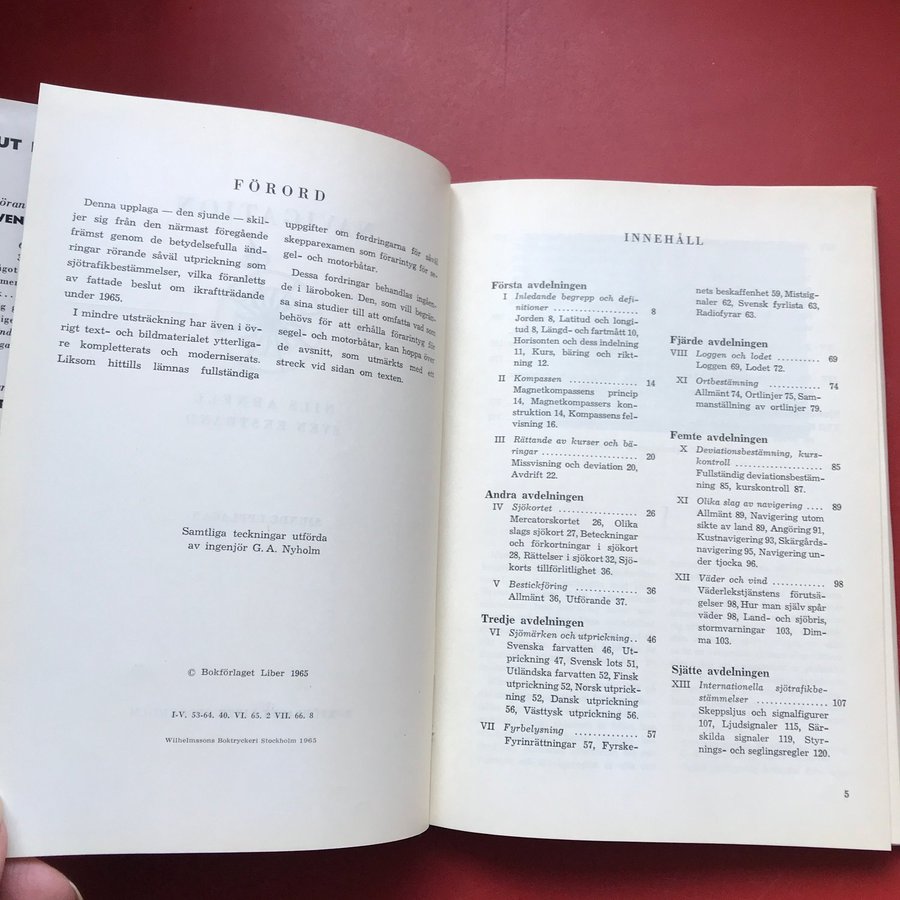 FÖRORD
Denna upplaga — den sjunde — skil-
jer sig från den närmast föregående
främst genom de betydelsefulla änd-
ringar rörande såväl utprickning som
sjötrafikbestämmelser, vilka föranletts
av fattade beslut om ikraftträdande
under 1965.
I mindre utsträckning har även i öv-
rigt text- och bildmaterialet ytterliga-
re kompletterats och moderniserats.
Liksom hittills lämnas fullständiga
uppgifter om fordringarna för såväl
skepparexamen som förarintyg för se-
gel- och motorbåtar.
Dessa fordringar behandlas ingåen-
de i läroboken. Den, som vill begrän-
sa sina studier till att omfatta vad som
behövs för att erhålla förarintyg för
segel- och motorbåtar, kan hoppa över
de avsnitt, som utmärkts med ett
streck vid sidan om texten.
Samtliga teckningar utförda
av ingenjör G. A. Nyholm
© Bokförlaget Liber 1965
I-V. 53-64. 40. VI. 65. 2 VII. 66. 8
Wilhelmssons Boktryckeri Stockholm 1965
INNEHÅLL
Första avdelningen
I Inledande begrepp och defi-
nitioner .................. 8
Jorden 8, Latitud och longi-
tud 8, Längd- och fartmått 10,
Horisonten och dess indelning
11, Kurs, bäring och rikt-
ning 12.
II Kompassen ................ 14
Magnetkompassers princip
14, Magnetkompassers kon-
struktion 14, Kompassens fel-
visning 16.
III Rättande av kurser och bä-
ringar .................... 20
Missvisning och deviation 20,
Avdrift 22.
Andra avdelningen
IV Sjökortet ................. 26
Mercatorskortet 26, Olika
slags sjökort 27, Beteckningar
och förkortningar i sjökort
28, Rättelser i sjökort 32, Sjö-
korts tillförlitlighet 36.
V Bestickföring ............. 36
Allmänt 36, Utförande 37.
Tredje avdelningen
VI Sjömärken och utprickning.. 46
Svenska farvatten 46, Ut-
prickning 47, Svensk lots 51,
Utländska farvatten 52, Finsk
utprickning 52, Norsk utprick-
ning 52, Dansk utprickning
56, Västtysk utprickning 56.
VII Fyrbelysning .............. 57
Fyrinrättningar 57, Fyrske-
nets beskaffenhet 59, Mistsig-
naler 62, Svensk fyrlista 63,
Radiofyrar 63.
Fjärde avdelningen
VIII Loggen och lodet .......... 69
Loggen 69, Lodet 72.
XI Ortbestämning ............. 74
Allmänt 74, Ortlinjer 75, Sam-
manställning av ortlinjer 79.
Femte avdelningen
X Deviationsbestämning, kurs-
kontroll .................. 85
Fullständig deviationsbestäm-
ning 85, kurskontroll 87.
XI Olika slag av navigering .... 89
Allmänt 89, Navigering utom
sikte av land 89, Angöring 91,
Kustnavigering 93, Skärgårds-
navigering 95, Navigering un-
der tjocka 96.
XII Väder och vind ............ 98
Väderlekstjänstens förutsä-
gelser 98, Hur man själv spår
väder 98, Land- och sjöbris,
stormvarningar 103, Dim-
ma 103.
Sjätte avdelningen
XIII Internationella sjötrafikbe-
stämmelser ............... 107
Skeppsljus och signalfigurer
107, Ljudsignaler 115, Sär-
skilda signaler 119, Styr-
nings- och seglingsregler 120.
5